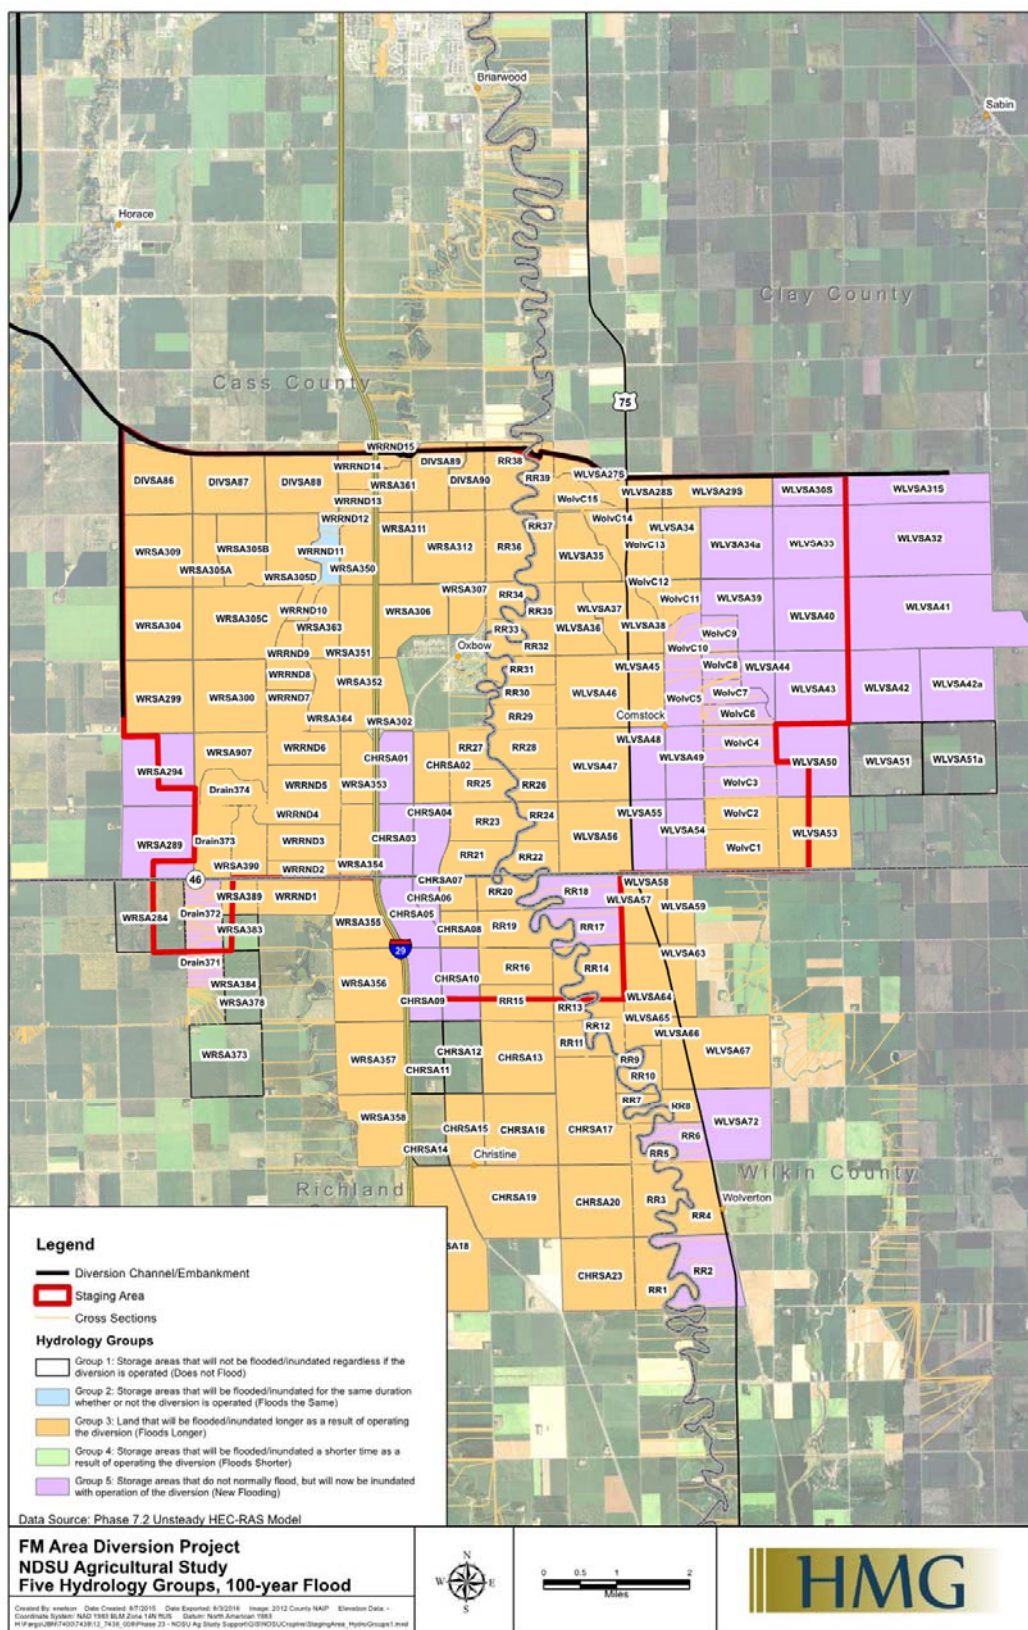 Briarwood
Sabin
Horace
Clay County
Cass County
75
WRRND15
DIVSA89
RR38
WRRND14
DIVSA86
DIVSA87
DIVSA88
WRSA361
DIVSA90
RR39
WLVSA27S
WLVSA28S
WLVSA29S
WLVSA30S
WLVSA31S
WRRND13
WolvC15
WRRND12
WRSA311
RR37
WolvC14
WLVSA34
WRSA309
WRSA305B
WRRND11
WRSA312
RR36
WLVSA35
WolvC13
WLVSA34a
WLVSA33
WLVSA32
WRSA305A
WRSA305D
WRSA350
WRSA307
RR34
WolvC12
WRSA304
WRSA305C
WRRND10
WRSA306
RR35
WLVSA37
WolvC11
WLVSA39
WLVSA40
WLVSA41
WRSA363
RR33
WLVSA36
WLVSA38
WolvC9
WRRND9
WRSA351
Oxbow
RR32
WolvC10
WRRND8
RR31
WLVSA45
WolvC8
WLVSA44
WRSA299
WRSA300
WRRND7
WRSA352
RR30
WLVSA46
WolvC5
WolvC7
WLVSA43
WLVSA42
WLVSA42a
WRSA364
WRSA302
RR29
Comstock
WolvC6
WRSA907
WRRND6
RR27
RR28
WLVSA48
WolvC4
WRSA294
CHRSA01
CHRSA02
WLVSA47
WLVSA49
WLVSA50
WLVSA51
WLVSA51a
Drain374
WRRND5
WRSA353
RR25
RR26
WolvC3
WRRND4
CHRSA04
RR23
RR24
WLVSA55
WolvC2
WRSA289
Drain373
WRRND3
CHRSA03
WLVSA56
WLVSA54
WLVSA53
WRSA390
WRRND2
WRSA354
RR21
RR22
WolvC1
46
CHRSA07
RR20
RR18
WLVSA58
WRSA389
WRRND1
CHRSA06
WLVSA57
WLVSA59
WRSA284
Drain372
WRSA383
WRSA355
CHRSA05
CHRSA08
RR19
RR17
29
Drain371
WLVSA63
WRSA384
WRSA356
CHRSA10
RR16
RR14
WRSA378
CHRSA09
RR15
RR13
WLVSA64
WRSA373
WRSA357
CHRSA12
CHRSA13
RR12
RR11
WLVSA65
WLVSA66
WLVSA67
CHRSA11
RR9
RR10
WRSA358
CHRSA15
CHRSA16
CHRSA17
RR7
RR8
WLVSA72
CHRSA14
RR6
RR5
Christine
Wilkin County
Richland
CHRSA19
CHRSA20
RR3
RR4
Wolverton
SA18
CHRSA23
RR1
RR2
Legend
Diversion Channel/Embankment
Staging Area
Cross Sections
Hydrology Groups
Group 1: Storage areas that will not be flooded/inundated regardless if the
diversion is operated (Does not Flood)
Group 2: Storage areas that will be flooded/inundated for the same duration
whether or not the diversion is operated (Floods the Same)
Group 3: Land that will be flooded/inundated longer as a result of operating
the diversion (Floods Longer)
Group 4: Storage areas that will be flooded/inundated a shorter time as a
result of operating the diversion (Floods Shorter)
Group 5: Storage areas that do not normally flood, but will now be inundated
with operation of the diversion (New Flooding)
Data Source: Phase 7.2 Unsteady HEC-RAS Model
FM Area Diversion Project
NDSU Agricultural Study
Five Hydrology Groups, 100-year Flood
N
W E
S
0 0.5 1 2
Miles
HMG